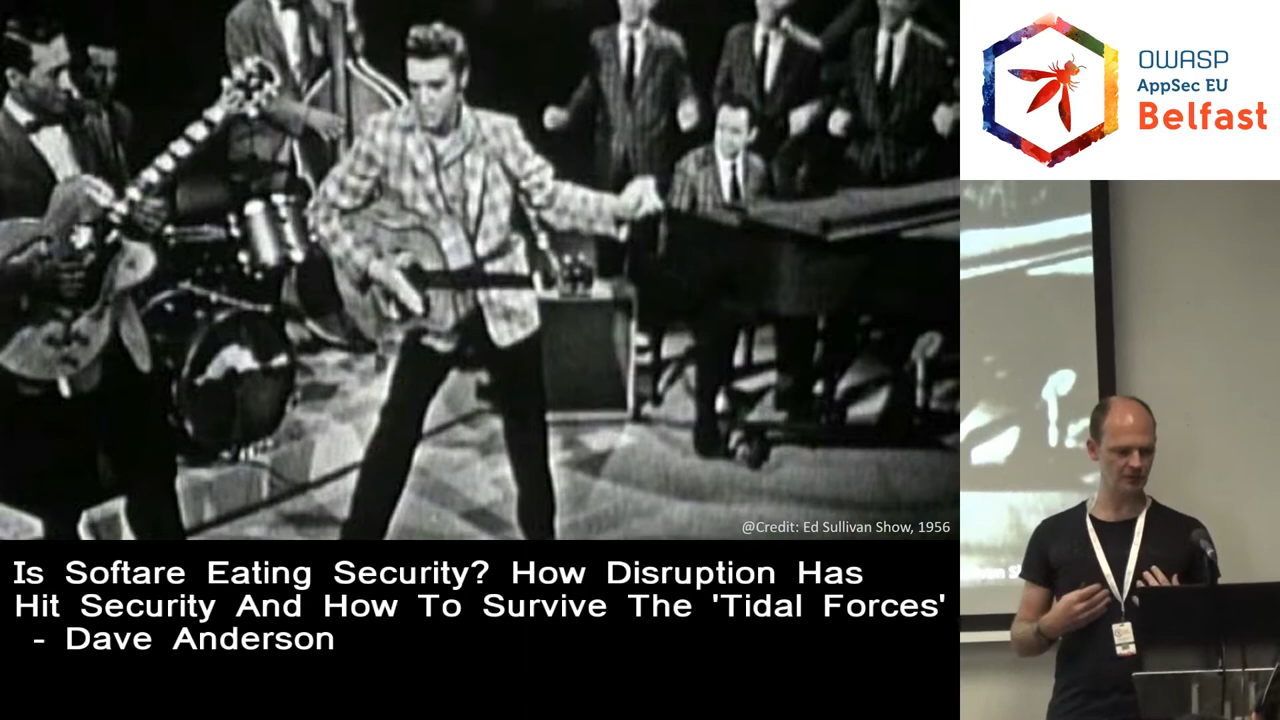 OWASP
AppSec EU
Belfast
@Credit: Ed Sullivan Show, 1956
Is Softare Eating Security? How Disruption Has
Hit Security And How To Survive The 'Tidal Forces'
- Dave Anderson